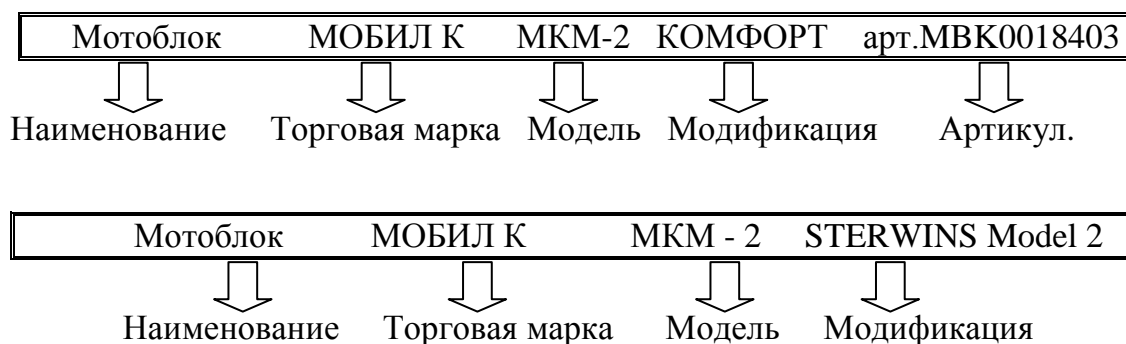 Мотоблок МОБИЛ К МКМ-2 КОМФОРТ арт.MBK0018403
Наименование Торговая марка Модель Модификация Артикул.
Мотоблок МОБИЛ К МКМ - 2 STERWINS Model 2
Наименование Торговая марка Модель Модификация